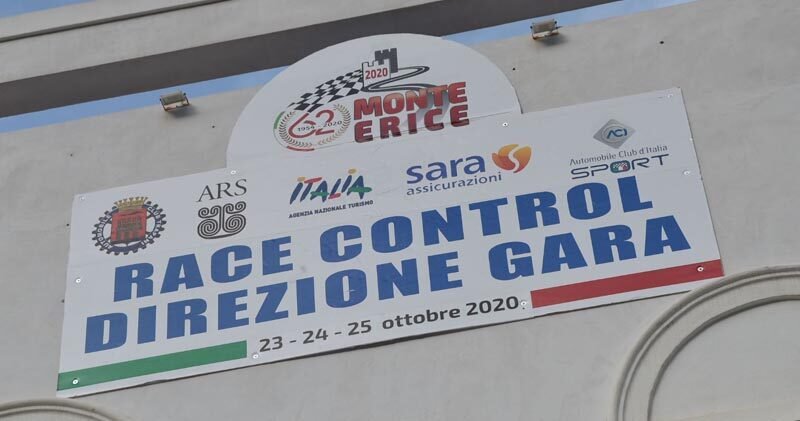 2020
62
1954 - 2020
MONTE
ERICE
ARS
ITALIA
AGENZIA NAZIONALE TURISMO
sara
assicurazioni
ACI
Automobile Club d'Italia
SPORT
RACE CONTROL
DIREZIONE GARA
23 - 24 - 25 ottobre 2020